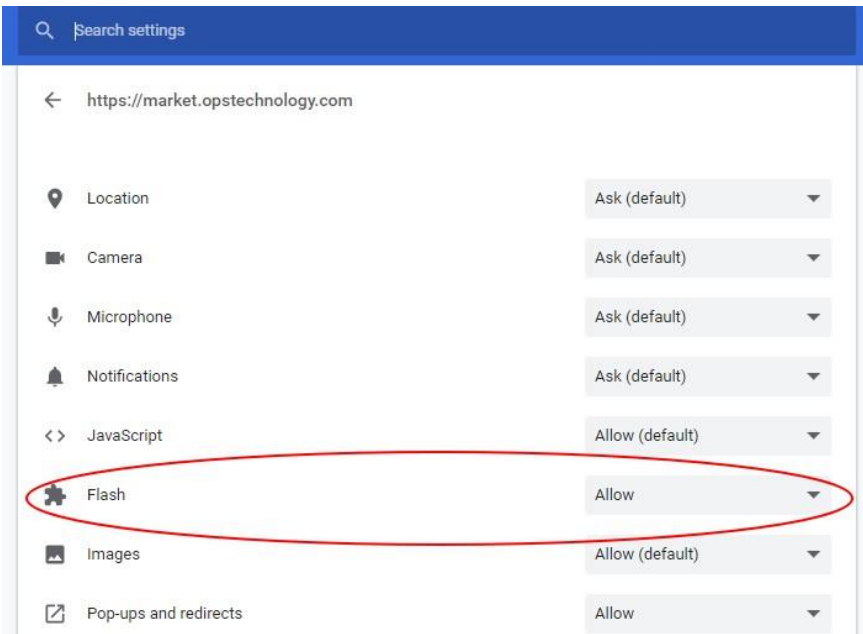 Search settings
https://market.opstechnology.com
Location Ask (default)
Camera Ask (default)
Microphone Ask (default)
Notifications Ask (default)
JavaScript Allow (default)
Flash Allow
Images Allow (default)
Pop-ups and redirects Allow